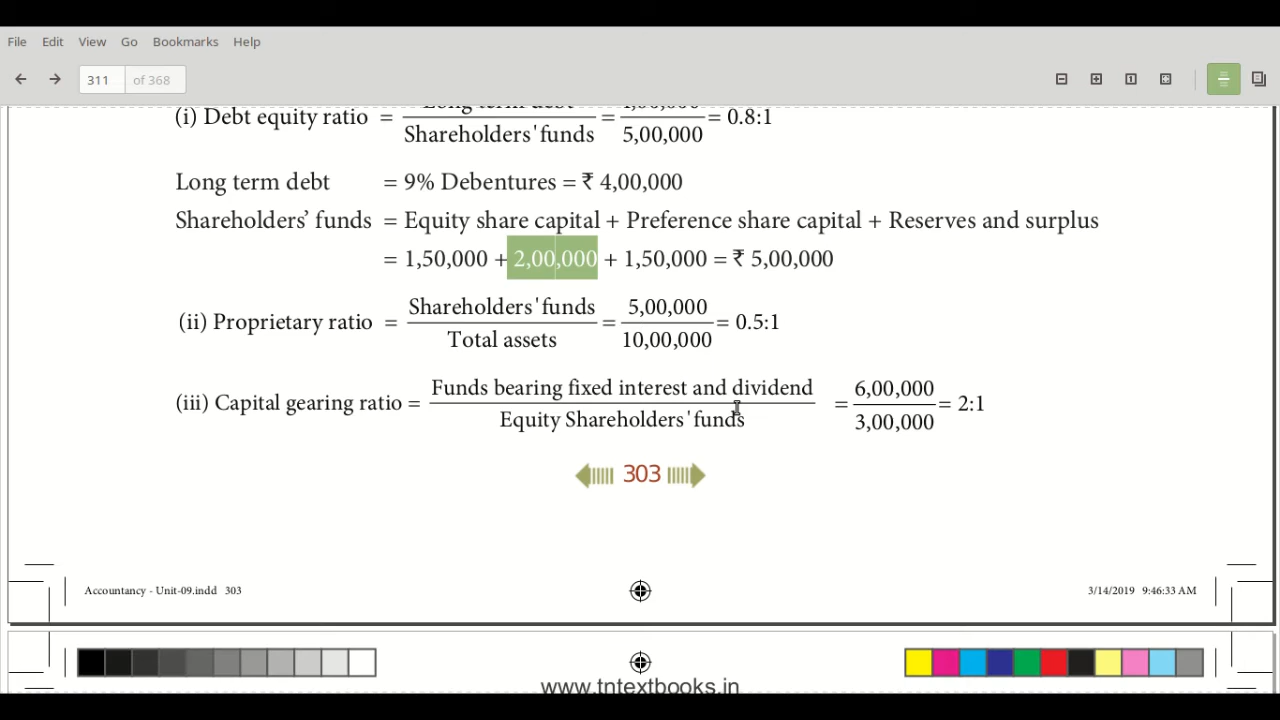 File Edit View Go Bookmarks Help
311 of 368
(i) Debt equity ratio = Long term debt / Shareholders' funds = / 5,00,000 = 0.8:1
Long term debt = 9% Debentures = ₹ 4,00,000
Shareholders’ funds = Equity share capital + Preference share capital + Reserves and surplus
= 1,50,000 + 2,00,000 + 1,50,000 = ₹ 5,00,000
(ii) Proprietary ratio = Shareholders' funds / Total assets = 5,00,000 / 10,00,000 = 0.5:1
(iii) Capital gearing ratio = Funds bearing fixed interest and dividend / Equity Shareholders' funds = 6,00,000 / 3,00,000 = 2:1
303
Accountancy - Unit-09.indd 303 3/14/2019 9:46:33 AM
www.tntextbooks.in